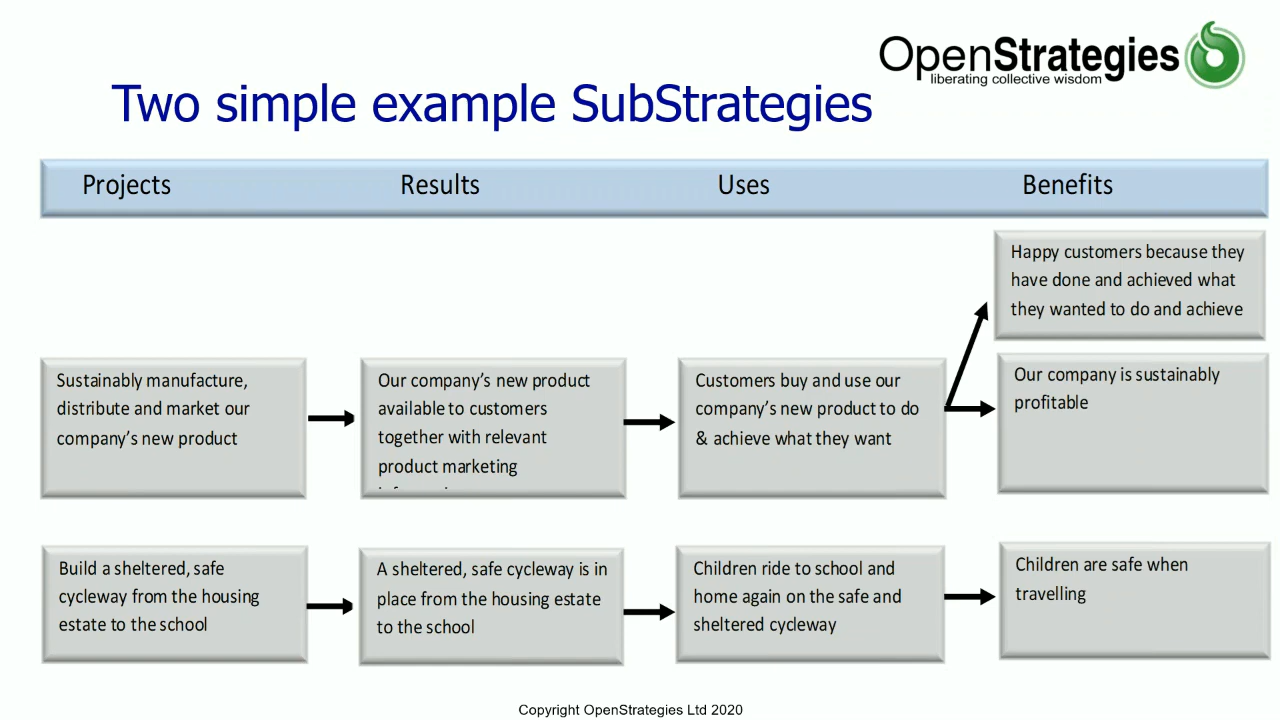 OpenStrategies
liberating collective wisdom
Two simple example SubStrategies
Projects Results Uses Benefits
Happy customers because they
have done and achieved what
they wanted to do and achieve
Sustainably manufacture,
distribute and market our
company’s new product
Our company’s new product
available to customers
together with relevant
product marketing
Customers buy and use our
company’s new product to do
& achieve what they want
Our company is sustainably
profitable
Build a sheltered, safe
cycleway from the housing
estate to the school
A sheltered, safe cycleway is in
place from the housing estate
to the school
Children ride to school and
home again on the safe and
sheltered cycleway
Children are safe when
travelling
Copyright OpenStrategies Ltd 2020